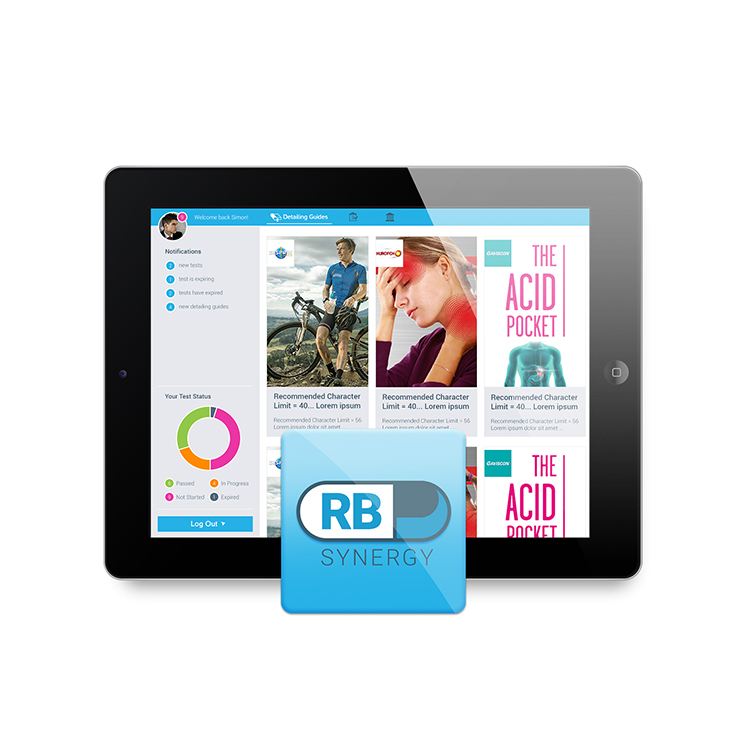 Welcome back Simon!
Detailing Guides
Notifications
2 new tests
1 test is expiring
tests have expired
4 new detailing guides
Your Test Status
Passed
4 In Progress
Not Started
1 Expired
Log Out
NUROFEN
GAVISCON
THE
ACID
POCKET
Recommended Character
Limit = 40... Lorem ipsum
Recommended Character Limit = 56
Lorem ipsum dolor sit amet
Recommended Character
Limit = 40... Lorem ipsum
Recommended Character Limit = 56
Lorem ipsum dolor sit amet ...
Recommended Character
Limit = 40... Lorem ipsum
Recommended Character Limit = 56
Lorem ipsum dolor sit amet ...
GAVISCON
THE
ACID
POCKET
RB
SYNERGY